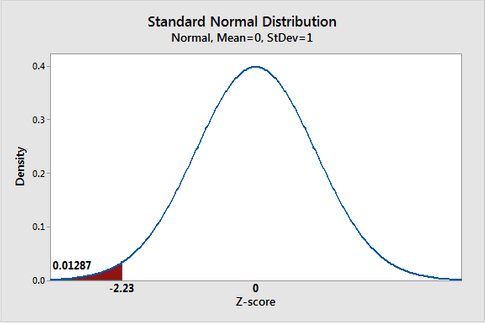 Standard Normal Distribution
Normal, Mean=0, StDev=1
Density
0.4
0.3
0.2
0.1
0.0
0.01287
-2.23
0
Z-score